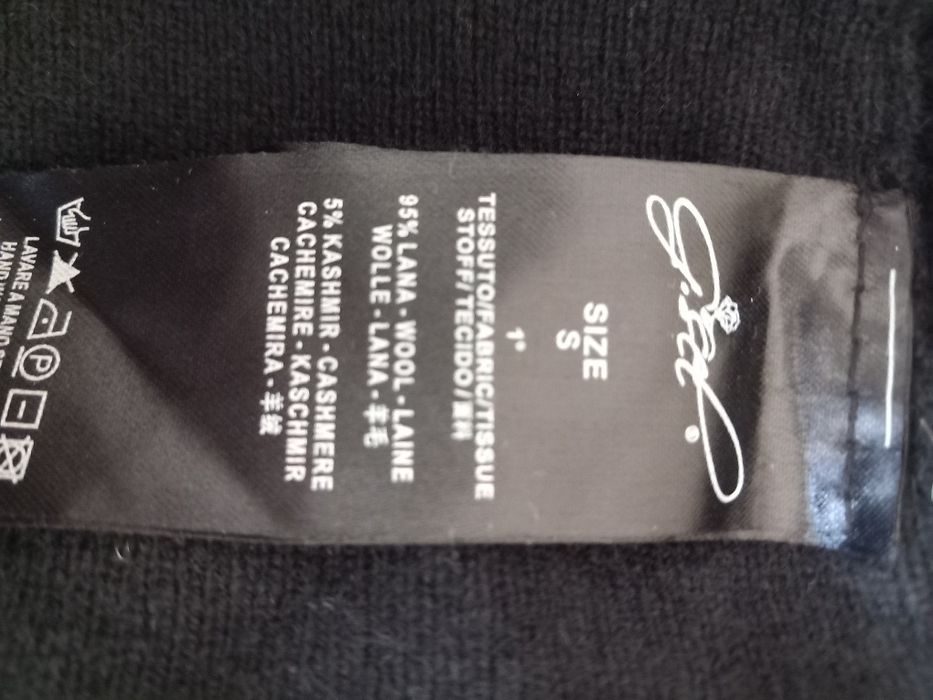 SIZE
S
1°
TESSUTO/FABRIC/TISSUE
STOFF/TECIDO/面料
95% LANA - WOOL - LAINE
WOLLE - LANA - 羊毛
5% KASHMIR - CASHMERE
CACHEMIRE - KASCHMIR
CACHEMIRA - 羊绒
P
LAVARE A MANO